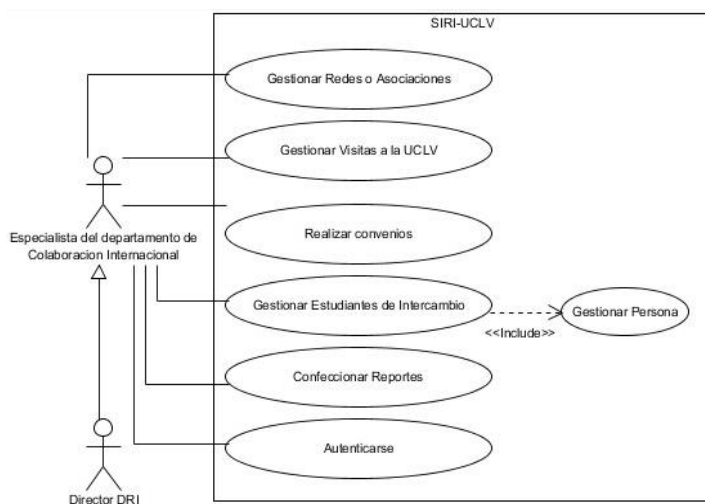 SIRI-UCLV
Gestionar Redes o Asociaciones
Gestionar Visitas a la UCLV
Especialista del departamento de
Colaboracion Internacional
Realizar convenios
Gestionar Estudiantes de Intercambio
<<Include>>
Gestionar Persona
Confeccionar Reportes
Autenticarse
Director DRI